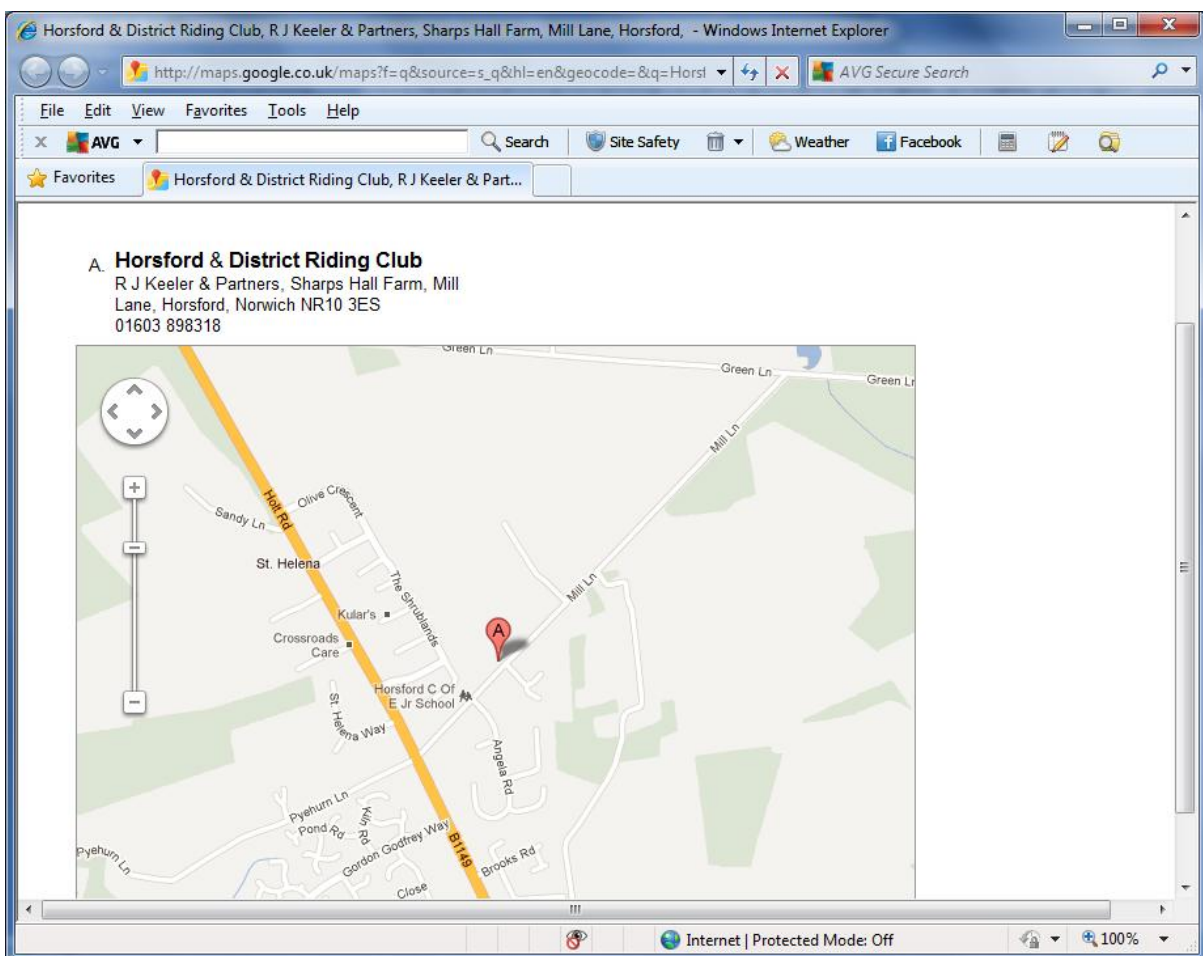 Horsford & District Riding Club, R J Keeler & Partners, Sharps Hall Farm, Mill Lane, Horsford, - Windows Internet Explorer
http://maps.google.co.uk/maps?f=q&source=s_q&hl=en&geocode=&q=Horsf
AVG Secure Search
File Edit View Favorites Tools Help
x AVG Search Site Safety Weather Facebook
Favorites Horsford & District Riding Club, R J Keeler & Part...
A. Horsford & District Riding Club
R J Keeler & Partners, Sharps Hall Farm, Mill
Lane, Horsford, Norwich NR10 3ES
01603 898318
Green Ln
Green Ln
Green Ln
Mill Ln
Olive Crescent
Holt Rd
Sandy Ln
St. Helena
The Shrublands
Mill Ln
Kular's
A
Crossroads
Care
Horsford C Of
E Jr School
St. Helena Way
Angela Rd
Pyehurn Ln
Pond Rd
Kiln Rd
Gordon Godfrey Way
B1149
Pyehurn Ln
Brooks Rd
Close
Internet | Protected Mode: Off 100%